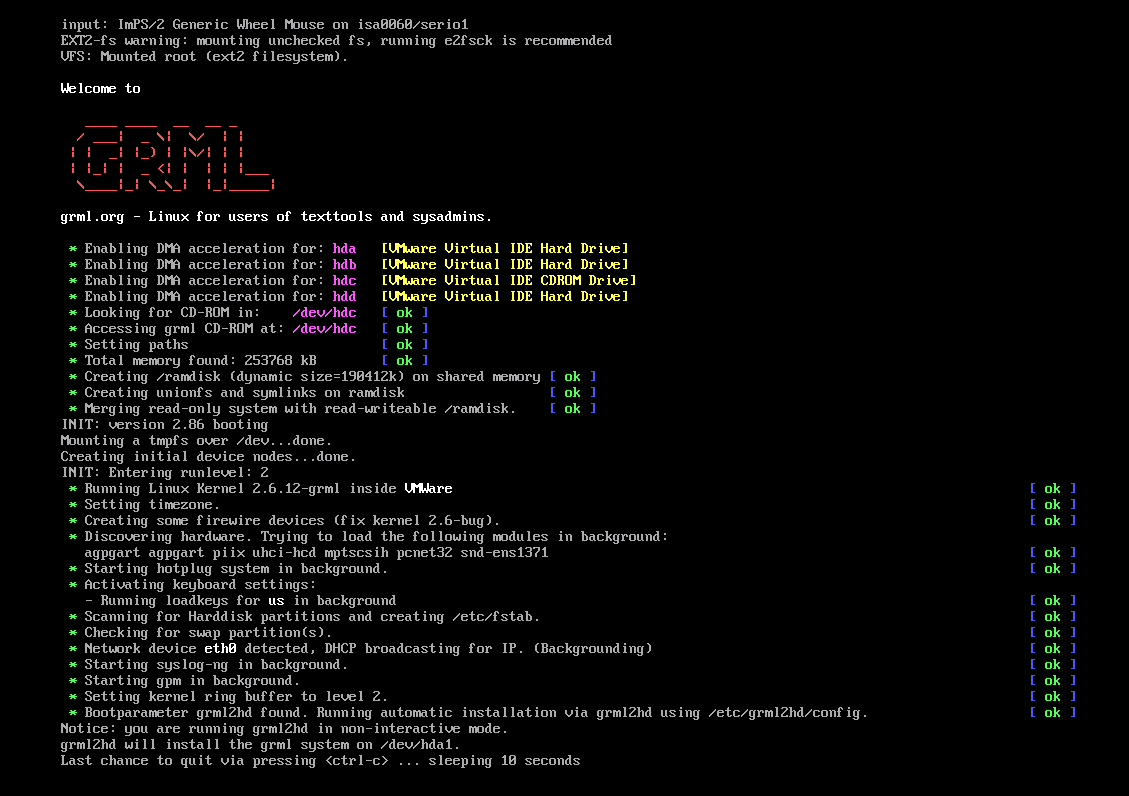 input: ImPS/2 Generic Wheel Mouse on isa0060/serio1
EXT2-fs warning: mounting unchecked fs, running e2fsck is recommended
VFS: Mounted root (ext2 filesystem).
Welcome to
GRML
grml.org - Linux for users of texttools and sysadmins.
* Enabling DMA acceleration for: hda [VMware Virtual IDE Hard Drive]
* Enabling DMA acceleration for: hdb [VMware Virtual IDE Hard Drive]
* Enabling DMA acceleration for: hdc [VMware Virtual IDE CDROM Drive]
* Enabling DMA acceleration for: hdd [VMware Virtual IDE Hard Drive]
* Looking for CD-ROM in: /dev/hdc [ ok ]
* Accessing grml CD-ROM at: /dev/hdc [ ok ]
* Setting paths [ ok ]
* Total memory found: 253768 kB [ ok ]
* Creating /ramdisk (dynamic size=190412k) on shared memory [ ok ]
* Creating unionfs and symlinks on ramdisk [ ok ]
* Merging read-only system with read-writeable /ramdisk. [ ok ]
INIT: version 2.86 booting
Mounting a tmpfs over /dev...done.
Creating initial device nodes...done.
INIT: Entering runlevel: 2
* Running Linux Kernel 2.6.12-grml inside VMWare [ ok ]
* Setting timezone. [ ok ]
* Creating some firewire devices (fix kernel 2.6-bug). [ ok ]
* Discovering hardware. Trying to load the following modules in background:
agpgart agpgart piix uhci-hcd mptscsih pcnet32 snd-ens1371 [ ok ]
* Starting hotplug system in background. [ ok ]
* Activating keyboard settings:
- Running loadkeys for us in background [ ok ]
* Scanning for Harddisk partitions and creating /etc/fstab. [ ok ]
* Checking for swap partition(s). [ ok ]
* Network device eth0 detected, DHCP broadcasting for IP. (Backgrounding) [ ok ]
* Starting syslog-ng in background. [ ok ]
* Starting gpm in background. [ ok ]
* Setting kernel ring buffer to level 2. [ ok ]
* Bootparameter grml2hd found. Running automatic installation via grml2hd using /etc/grml2hd/config. [ ok ]
Notice: you are running grml2hd in non-interactive mode.
grml2hd will install the grml system on /dev/hda1.
Last chance to quit via pressing <ctrl-c> ... sleeping 10 seconds